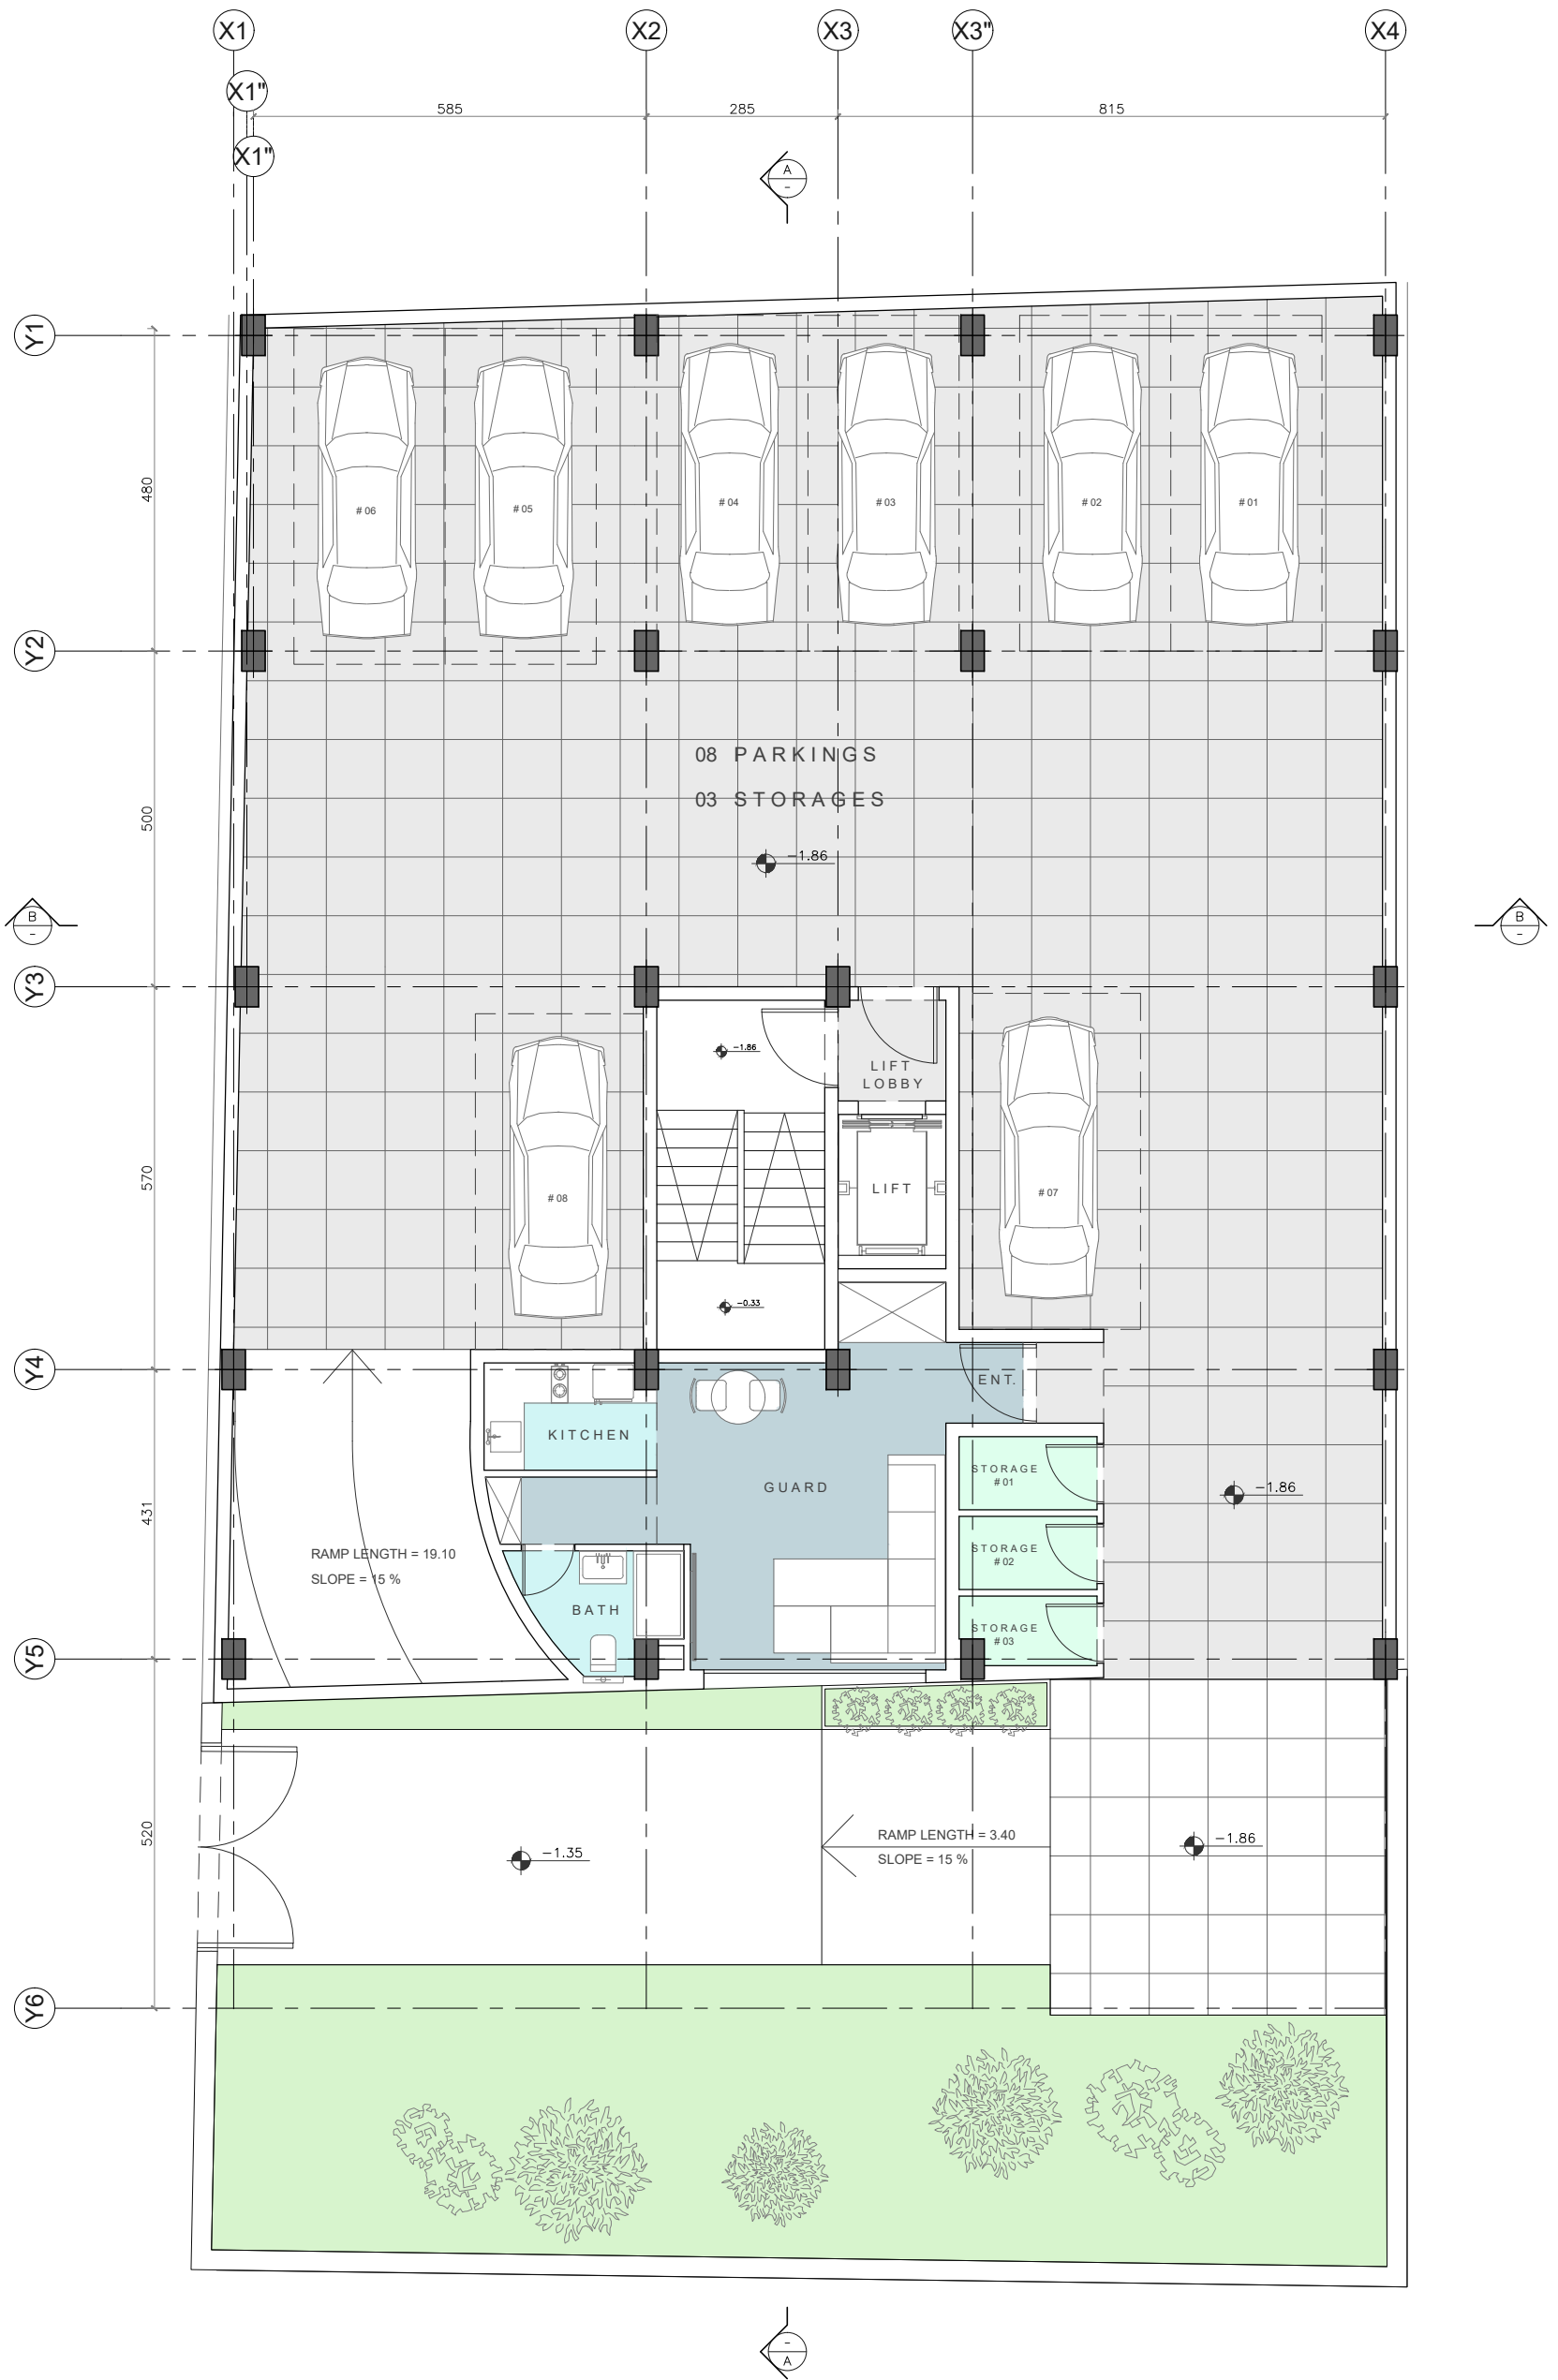 X1
X2
X3
X3"
X4
X1"
585
285
815
X1"
A
-
Y1
480
# 06
# 05
# 04
# 03
# 02
# 01
Y2
08 PARKINGS
03 STORAGES
500
-1.86
B
-
B
-
Y3
-1.86
LIFT
LOBBY
570
LIFT
# 08
# 07
-0.33
Y4
ENT.
KITCHEN
GUARD
STORAGE
# 01
-1.86
431
RAMP LENGTH = 19.10
SLOPE = 15 %
STORAGE
# 02
BATH
STORAGE
# 03
Y5
520
RAMP LENGTH = 3.40
SLOPE = 15 %
-1.86
-1.35
Y6
-
A